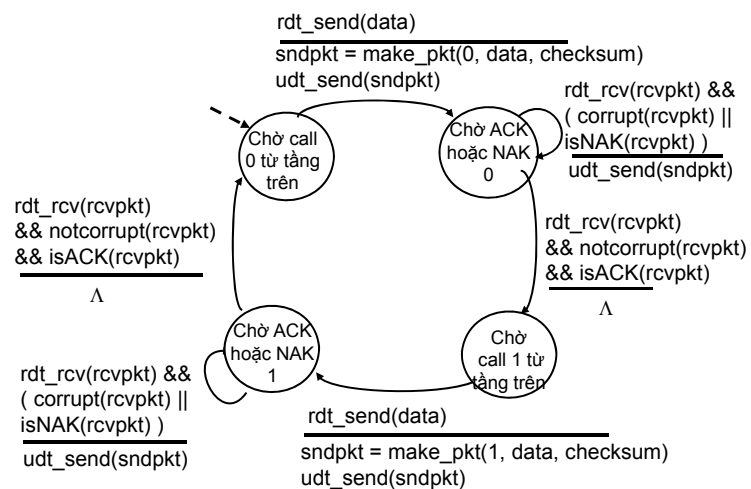 rdt_send(data)
sndpkt = make_pkt(0, data, checksum)
udt_send(sndpkt)
Chờ call
0 từ tầng
trên
Chờ ACK
hoặc NAK
0
rdt_rcv(rcvpkt) &&
( corrupt(rcvpkt) ||
isNAK(rcvpkt) )
udt_send(sndpkt)
rdt_rcv(rcvpkt)
&& notcorrupt(rcvpkt)
&& isACK(rcvpkt)
Λ
rdt_rcv(rcvpkt)
&& notcorrupt(rcvpkt)
&& isACK(rcvpkt)
Λ
Chờ ACK
hoặc NAK
1
Chờ
call 1 từ
tầng trên
rdt_rcv(rcvpkt) &&
( corrupt(rcvpkt) ||
isNAK(rcvpkt) )
udt_send(sndpkt)
rdt_send(data)
sndpkt = make_pkt(1, data, checksum)
udt_send(sndpkt)